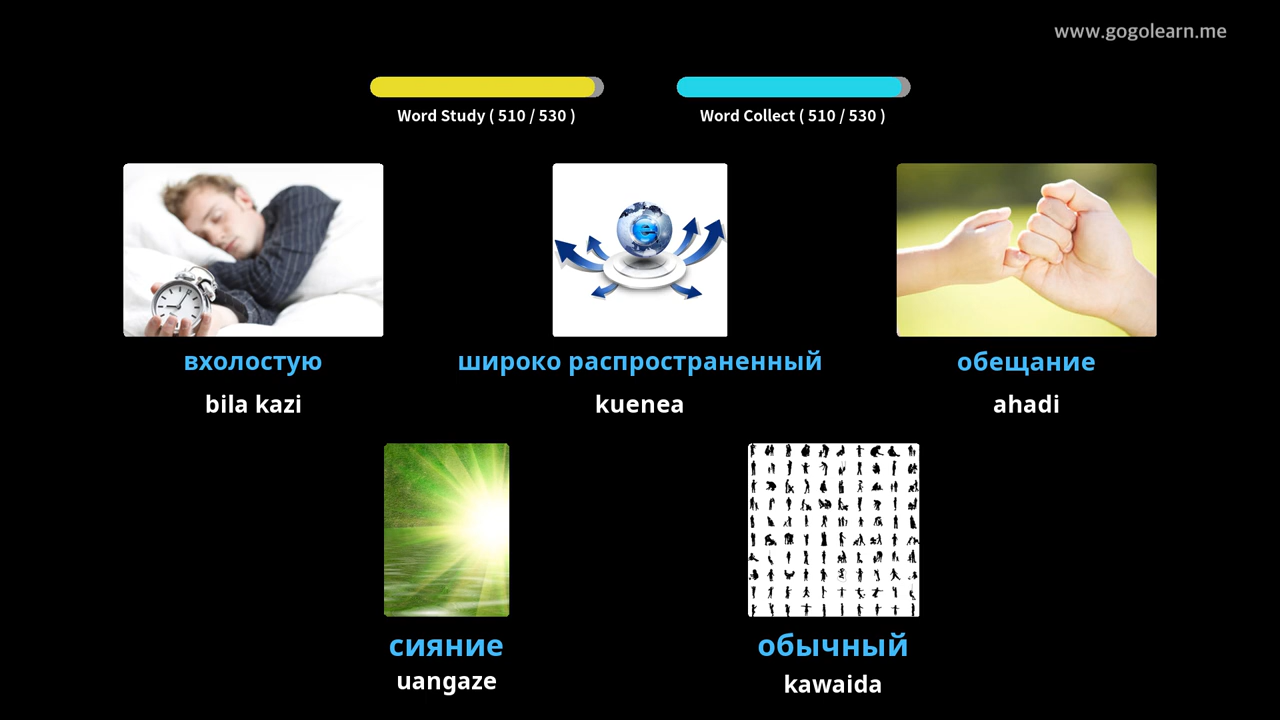 www.gogolearn.me
Word Study ( 510 / 530 )
Word Collect ( 510 / 530 )
вхолостую
широко распространенный
обещание
bila kazi
kuenea
ahadi
сияние
обычный
uangaze
kawaida